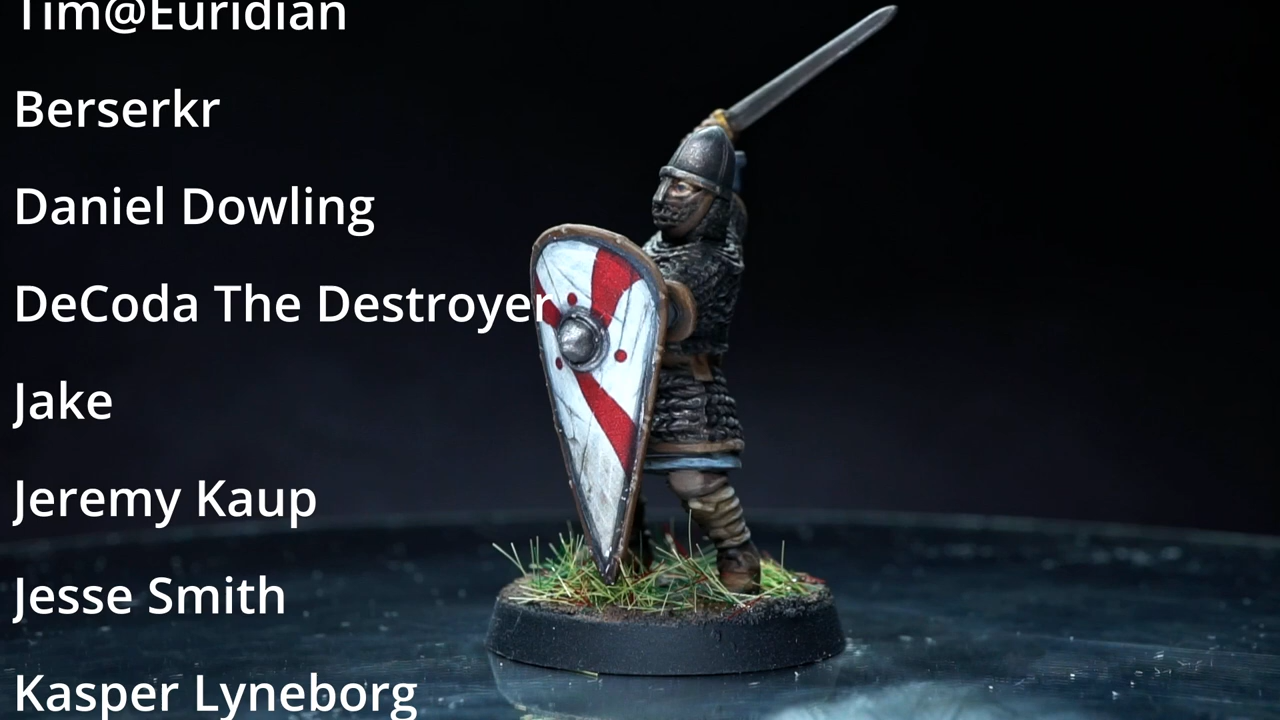 Tim@Euridian
Berserkr
Daniel Dowling
DeCoda The Destroyer
Jake
Jeremy Kaup
Jesse Smith
Kasper Lyneborg